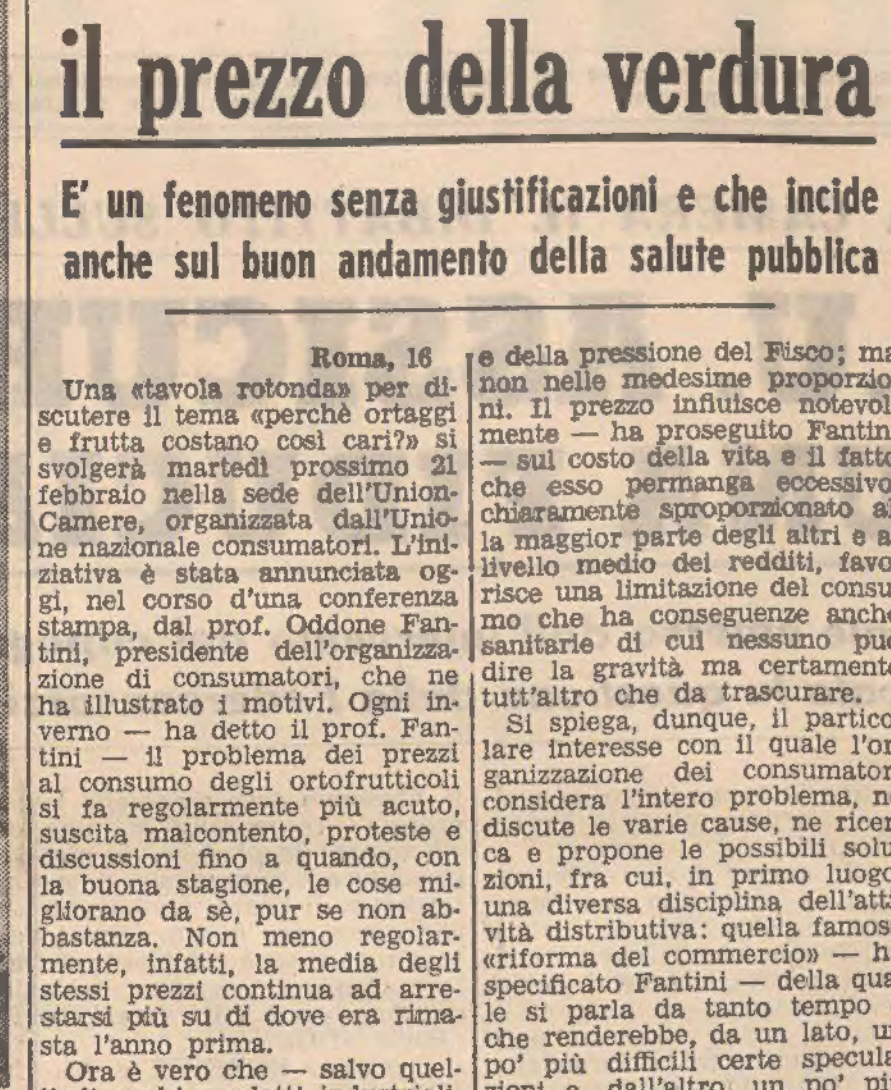 il prezzo della verdura
E' un fenomeno senza giustificazioni e che incide
anche sul buon andamento della salute pubblica
Roma, 16
Una «tavola rotonda» per di-
scutere il tema «perchè ortaggi
e frutta costano così cari?» si
svolgerà martedì prossimo 21
febbraio nella sede dell'Union-
Camere, organizzata dall'Unio-
ne nazionale consumatori. L'ini-
ziativa è stata annunciata og-
gi, nel corso d'una conferenza
stampa, dal prof. Oddone Fan-
tini, presidente dell'organizza-
zione di consumatori, che ne
ha illustrato i motivi. Ogni in-
verno — ha detto il prof. Fan-
tini — il problema dei prezzi
al consumo degli ortofrutticoli
si fa regolarmente più acuto,
suscita malcontento, proteste e
discussioni fino a quando, con
la buona stagione, le cose mi-
gliorano da sè, pur se non ab-
bastanza. Non meno regolar-
mente, infatti, la media degli
stessi prezzi continua ad arre-
starsi più su di dove era rima-
sta l'anno prima.
Ora è vero che — salvo quel-
e della pressione del Fisco; ma
non nelle medesime proporzio
ni. Il prezzo influisce notevol
mente — ha proseguito Fantin
— sul costo della vita e il fatto
che esso permanga eccessivo
chiaramente sproporzionato al
la maggior parte degli altri e a
livello medio dei redditi, favo
risce una limitazione del consu
mo che ha conseguenze anche
sanitarie di cui nessuno può
dire la gravità ma certamente
tutt'altro che da trascurare.
Si spiega, dunque, il partico
lare interesse con il quale l'or
ganizzazione dei consumator
considera l'intero problema, ne
discute le varie cause, ne ricer
ca e propone le possibili solu
zioni, fra cui, in primo luogo
una diversa disciplina dell'atti
vità distributiva: quella famos
«riforma del commercio» — h
specificato Fantini — della qua
le si parla da tanto tempo
che renderebbe, da un lato, un
po' più difficili certe specula
zioni e, dall'altro, un po'